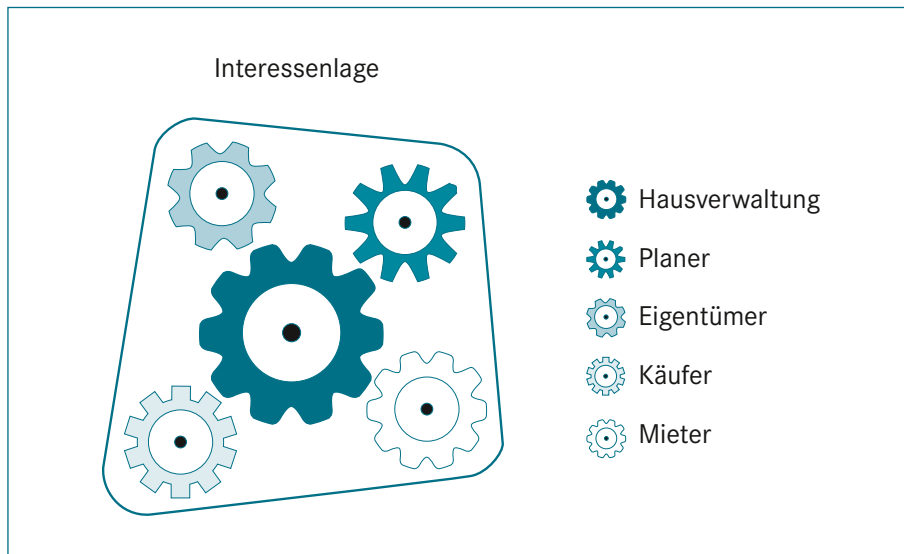 Interessenlage
Hausverwaltung
Planer
Eigentümer
Käufer
Mieter